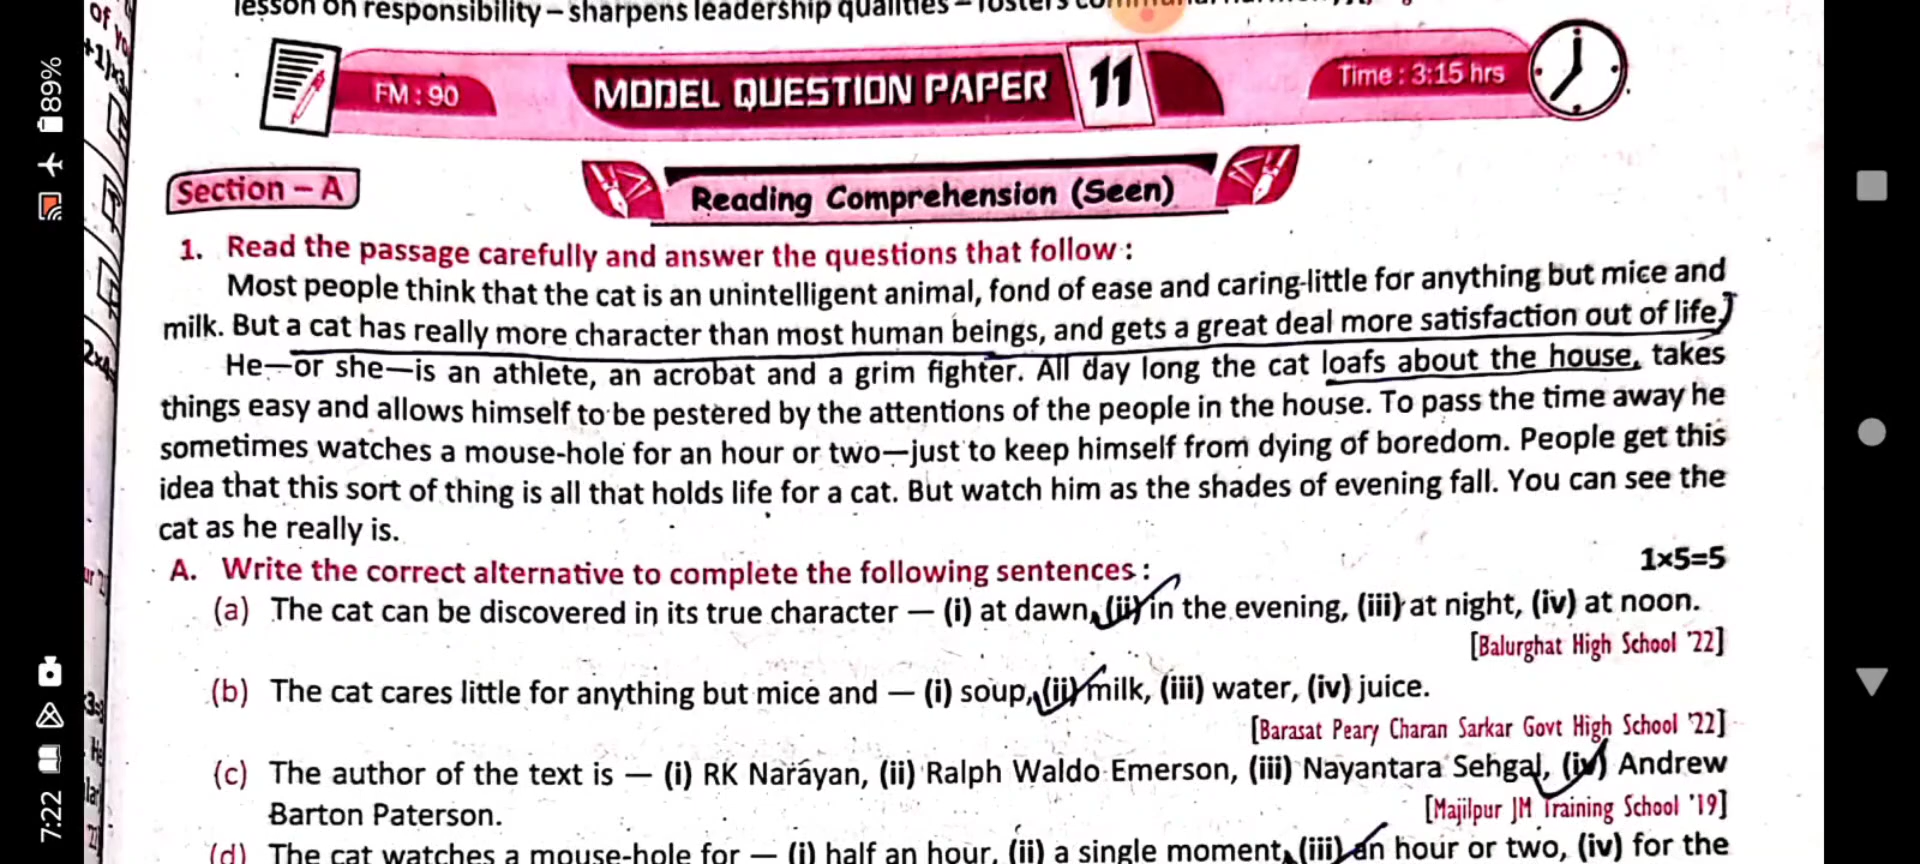 lesson on responsibility – sharpens leadership qualities –
FM : 90
MODEL QUESTION PAPER 11
Time : 3:15 hrs
Section – A
Reading Comprehension (Seen)
1. Read the passage carefully and answer the questions that follow :
Most people think that the cat is an unintelligent animal, fond of ease and caring-little for anything but mice and
milk. But a cat has really more character than most human beings, and gets a great deal more satisfaction out of life.
He—or she—is an athlete, an acrobat and a grim fighter. All day long the cat loafs about the house, takes
things easy and allows himself to be pestered by the attentions of the people in the house. To pass the time away he
sometimes watches a mouse-hole for an hour or two—just to keep himself from dying of boredom. People get this
idea that this sort of thing is all that holds life for a cat. But watch him as the shades of evening fall. You can see the
cat as he really is.
A. Write the correct alternative to complete the following sentences : 1×5=5
(a) The cat can be discovered in its true character — (i) at dawn, (ii) in the evening, (iii) at night, (iv) at noon.
[Balurghat High School '22]
(b) The cat cares little for anything but mice and — (i) soup, (ii) milk, (iii) water, (iv) juice.
[Barasat Peary Charan Sarkar Govt High School '22]
(c) The author of the text is — (i) RK Narayan, (ii) Ralph Waldo Emerson, (iii) Nayantara Sehgal, (iv) Andrew
Barton Paterson.
[Majilpur JM Training School '19]
(d) The cat watches a mouse-hole for — (i) half an hour, (ii) a single moment, (iii) an hour or two, (iv) for the
89%
7:22